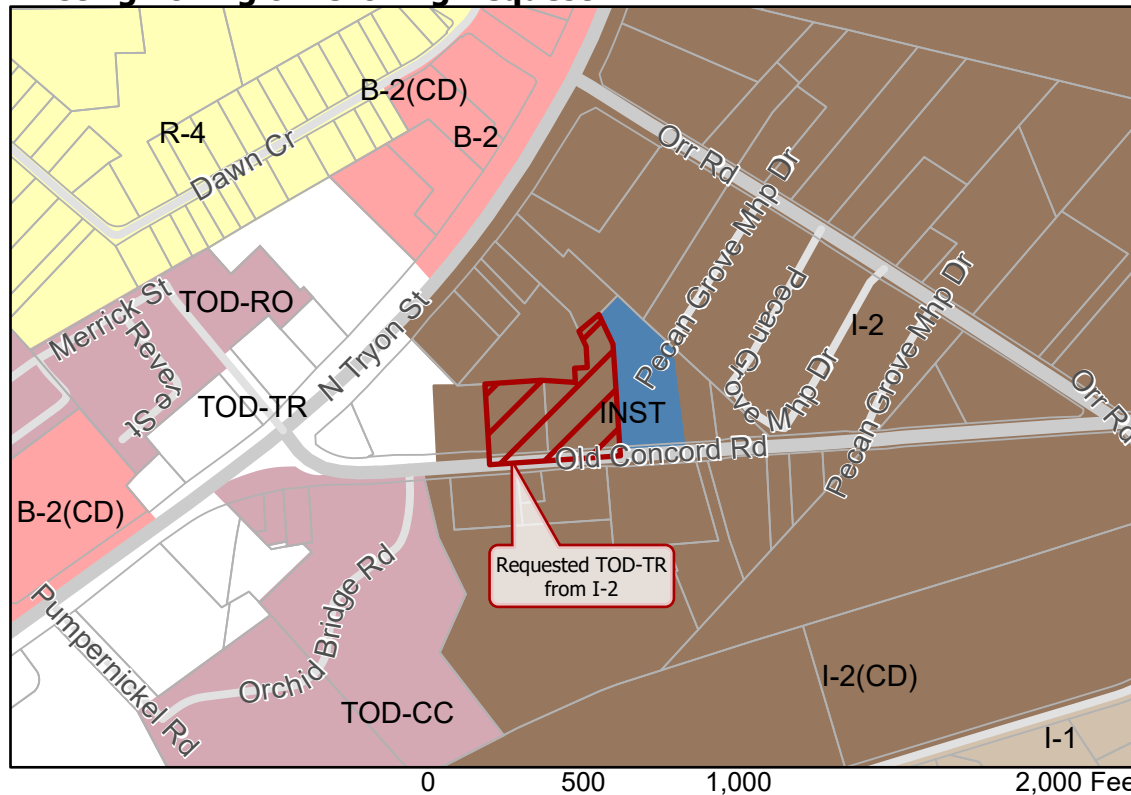 B-2(CD)
B-2
R-4
Dawn Cr
Orr Rd
Pecan Grove Mhp Dr
TOD-RO
Merrick St
Revere St
N Tryon St
TOD-TR
I-2
Pecan Grove Mhp Dr
Pecan Grove Mhp Dr
Orr Rd
INST
Old Concord Rd
B-2(CD)
Requested TOD-TR
from I-2
Pumpernickel Rd
Orchid Bridge Rd
I-2(CD)
TOD-CC
I-1
0 500 1,000 2,000 Fee